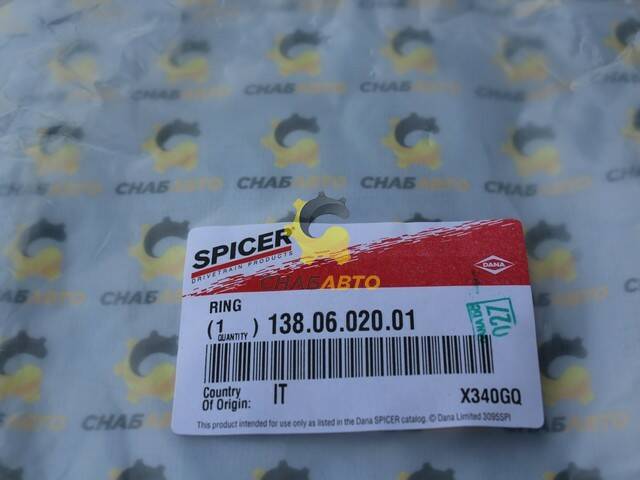 СНАБАВТО
SPICER®
DRIVETRAIN PRODUCTS
DANA
RING
(1) 138.06.020.01
QUANTITY
Country
Of Origin: IT X340GQ
This product intended for use only as listed in the Dana SPICER catalog. © Dana Limited 3095SPI